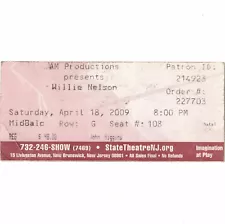 WM Productions Patron ID:
presents: 214923
Willie Nelson Order #:
227703
Saturday, April 18, 2009 8:00 PM
MidBalc Row: G Seat #: 108
732-246-SHOW (7469) • StateTheatreNJ.org Imagination
15 Livingston Avenue, New Brunswick, New Jersey 08901 • All Sales Final • No Refunds at Play.